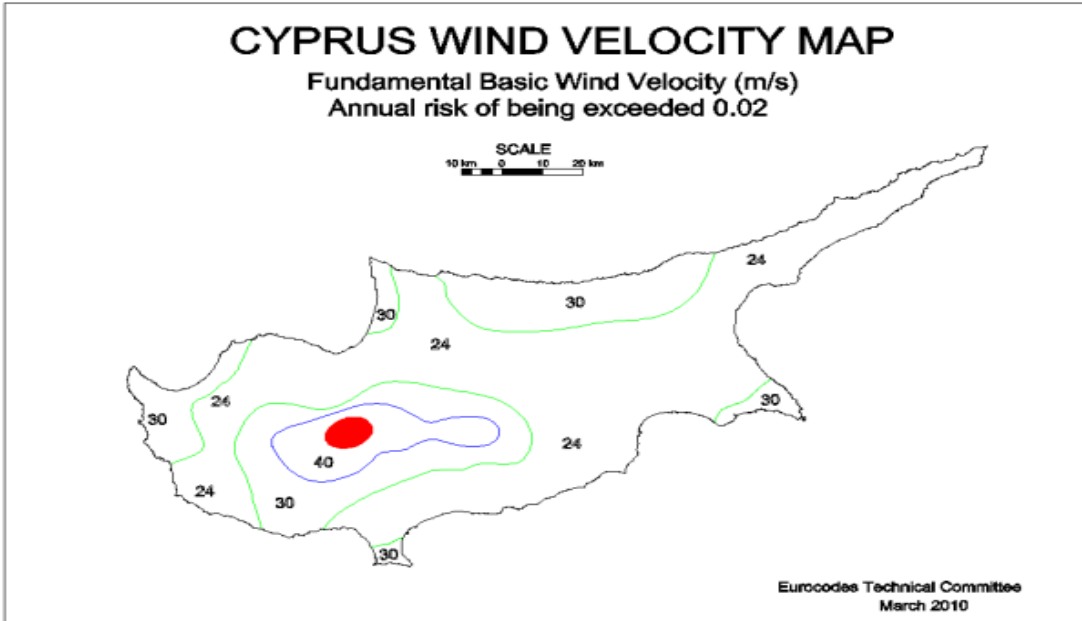 CYPRUS WIND VELOCITY MAP
Fundamental Basic Wind Velocity (m/s)
Annual risk of being exceeded 0.02
SCALE
10 km 0 10 20 km
24
30
30
24
24
30
30
24
40
24
30
30
Eurocodes Technical Committee
March 2010